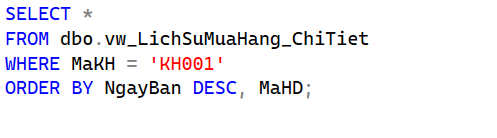 SELECT *
FROM dbo.vw_LichSuMuaHang_ChiTiet
WHERE MaKH = 'KH001'
ORDER BY NgayBan DESC, MaHD;